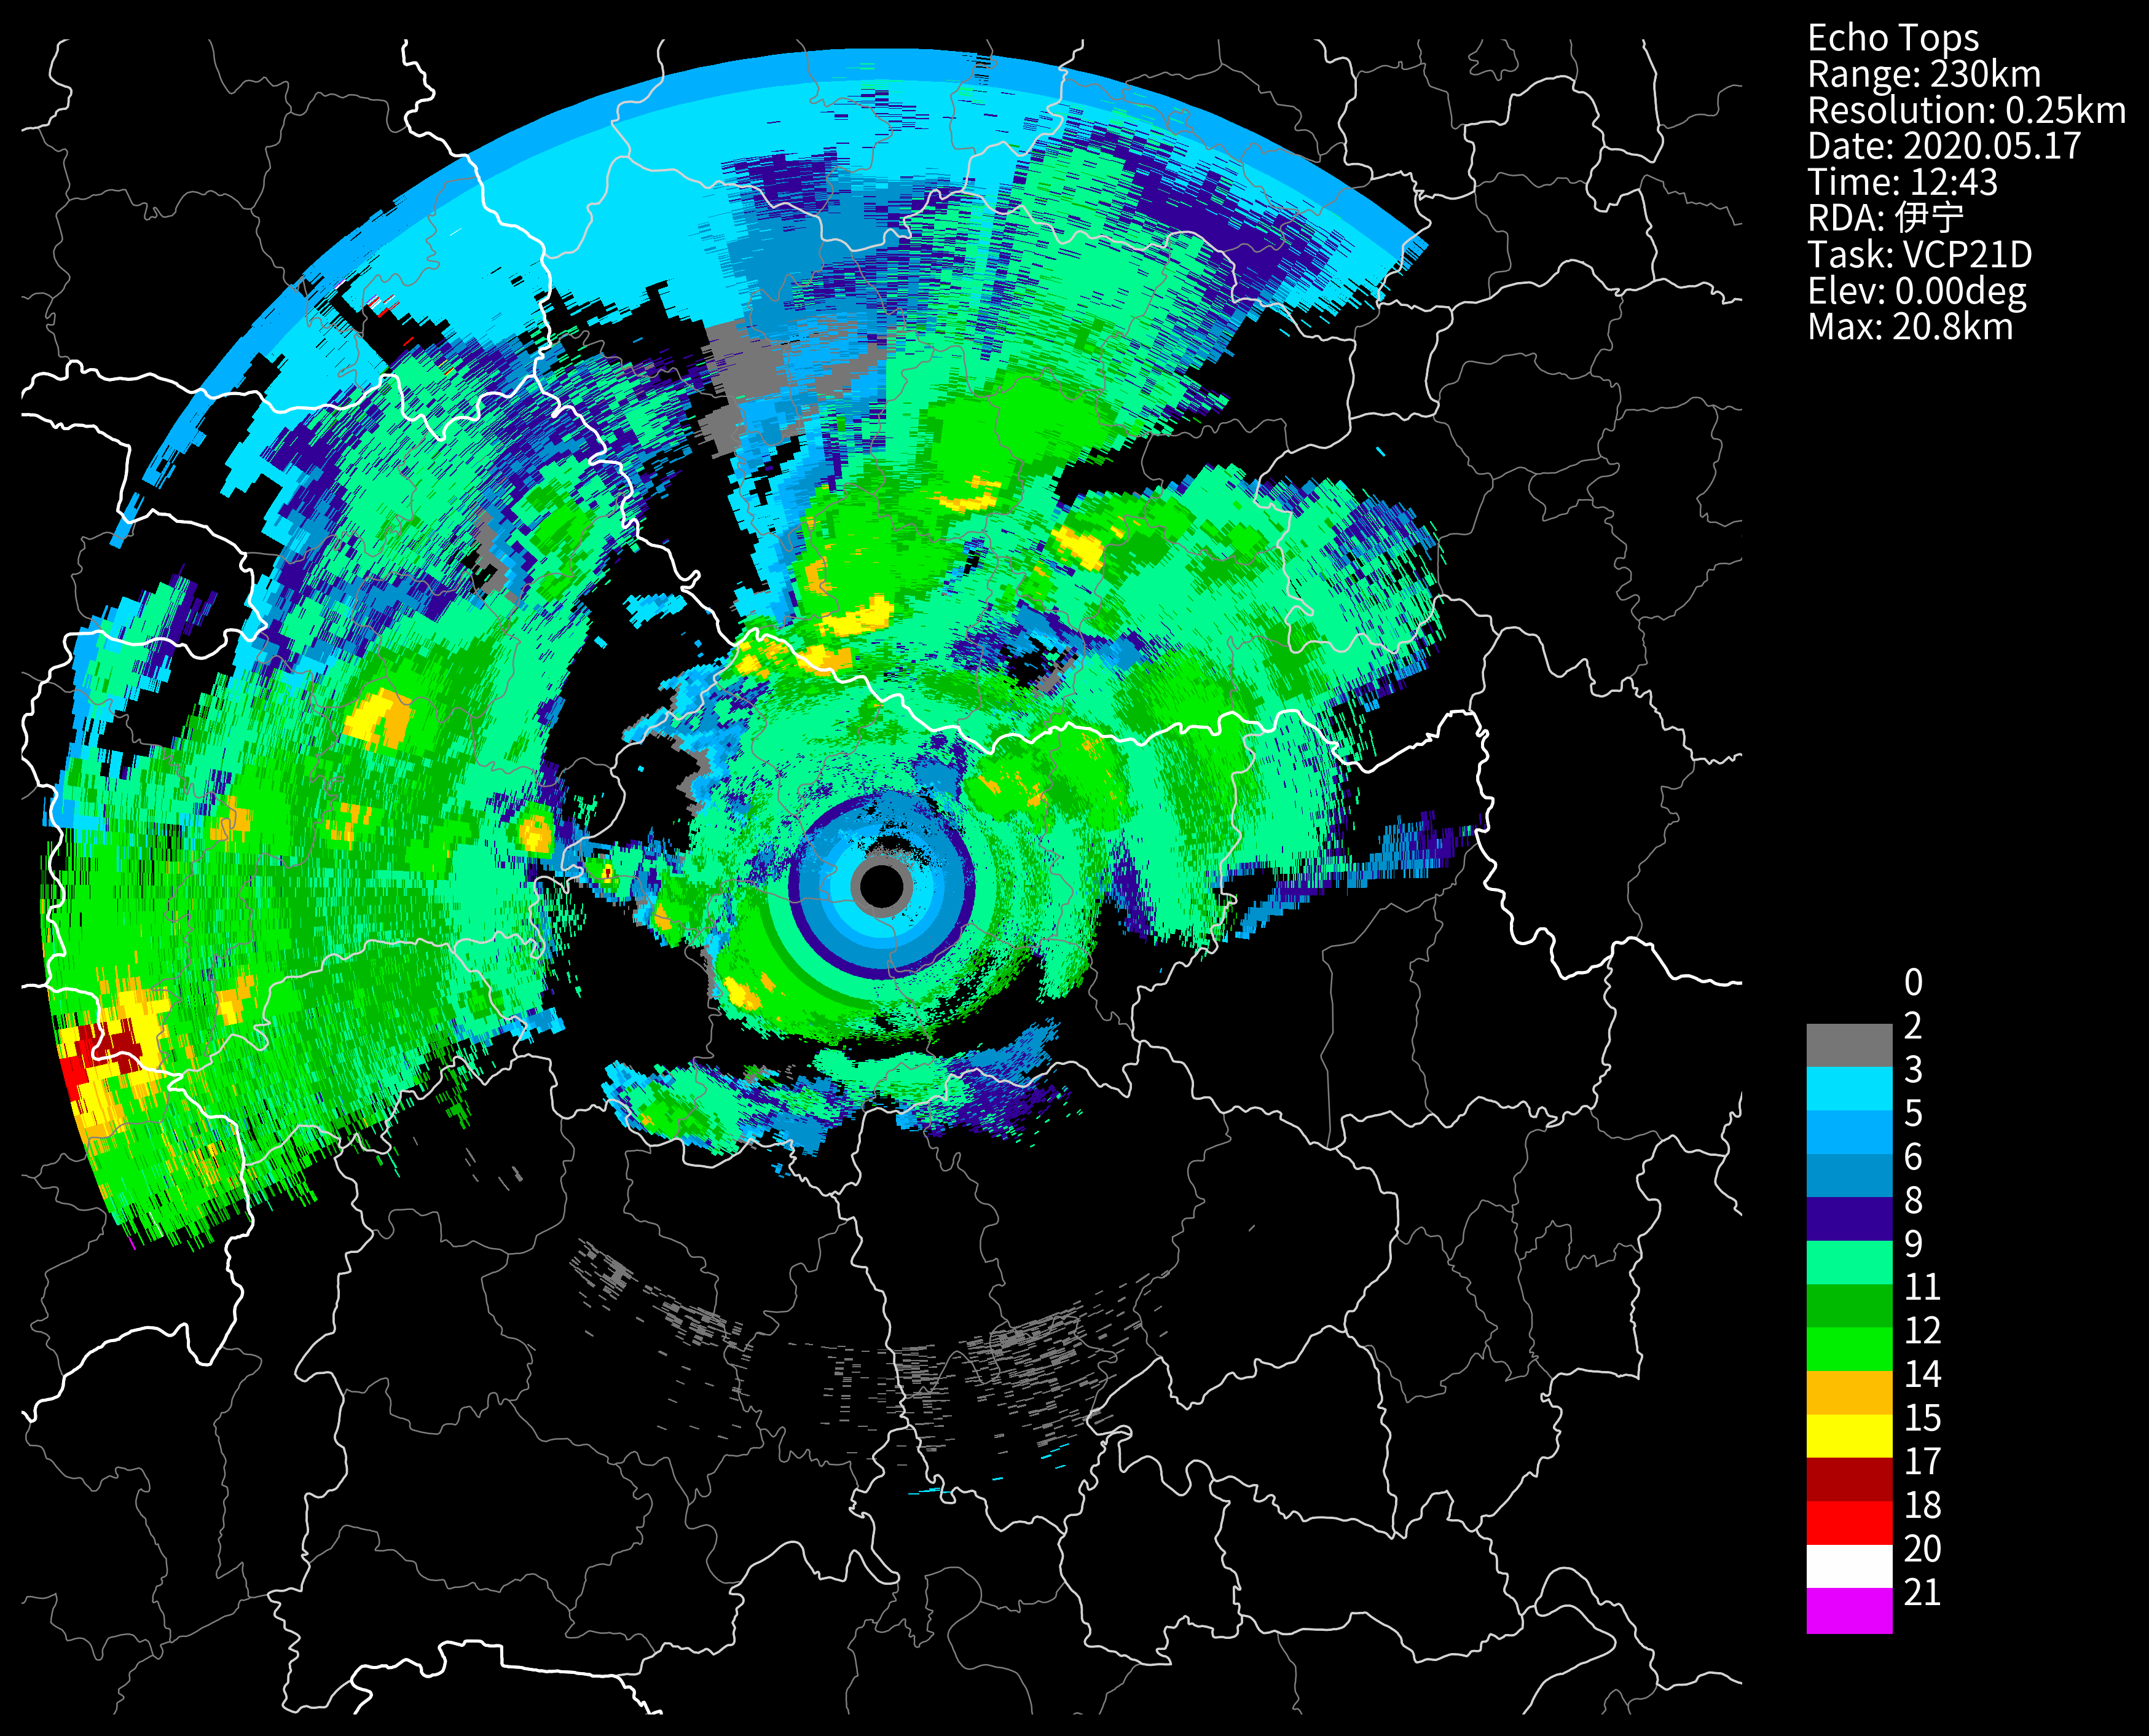 Echo Tops
Range: 230km
Resolution: 0.25km
Date: 2020.05.17
Time: 12:43
RDA: 伊宁
Task: VCP21D
Elev: 0.00deg
Max: 20.8km
0
2
3
5
6
8
9
11
12
14
15
17
18
20
21